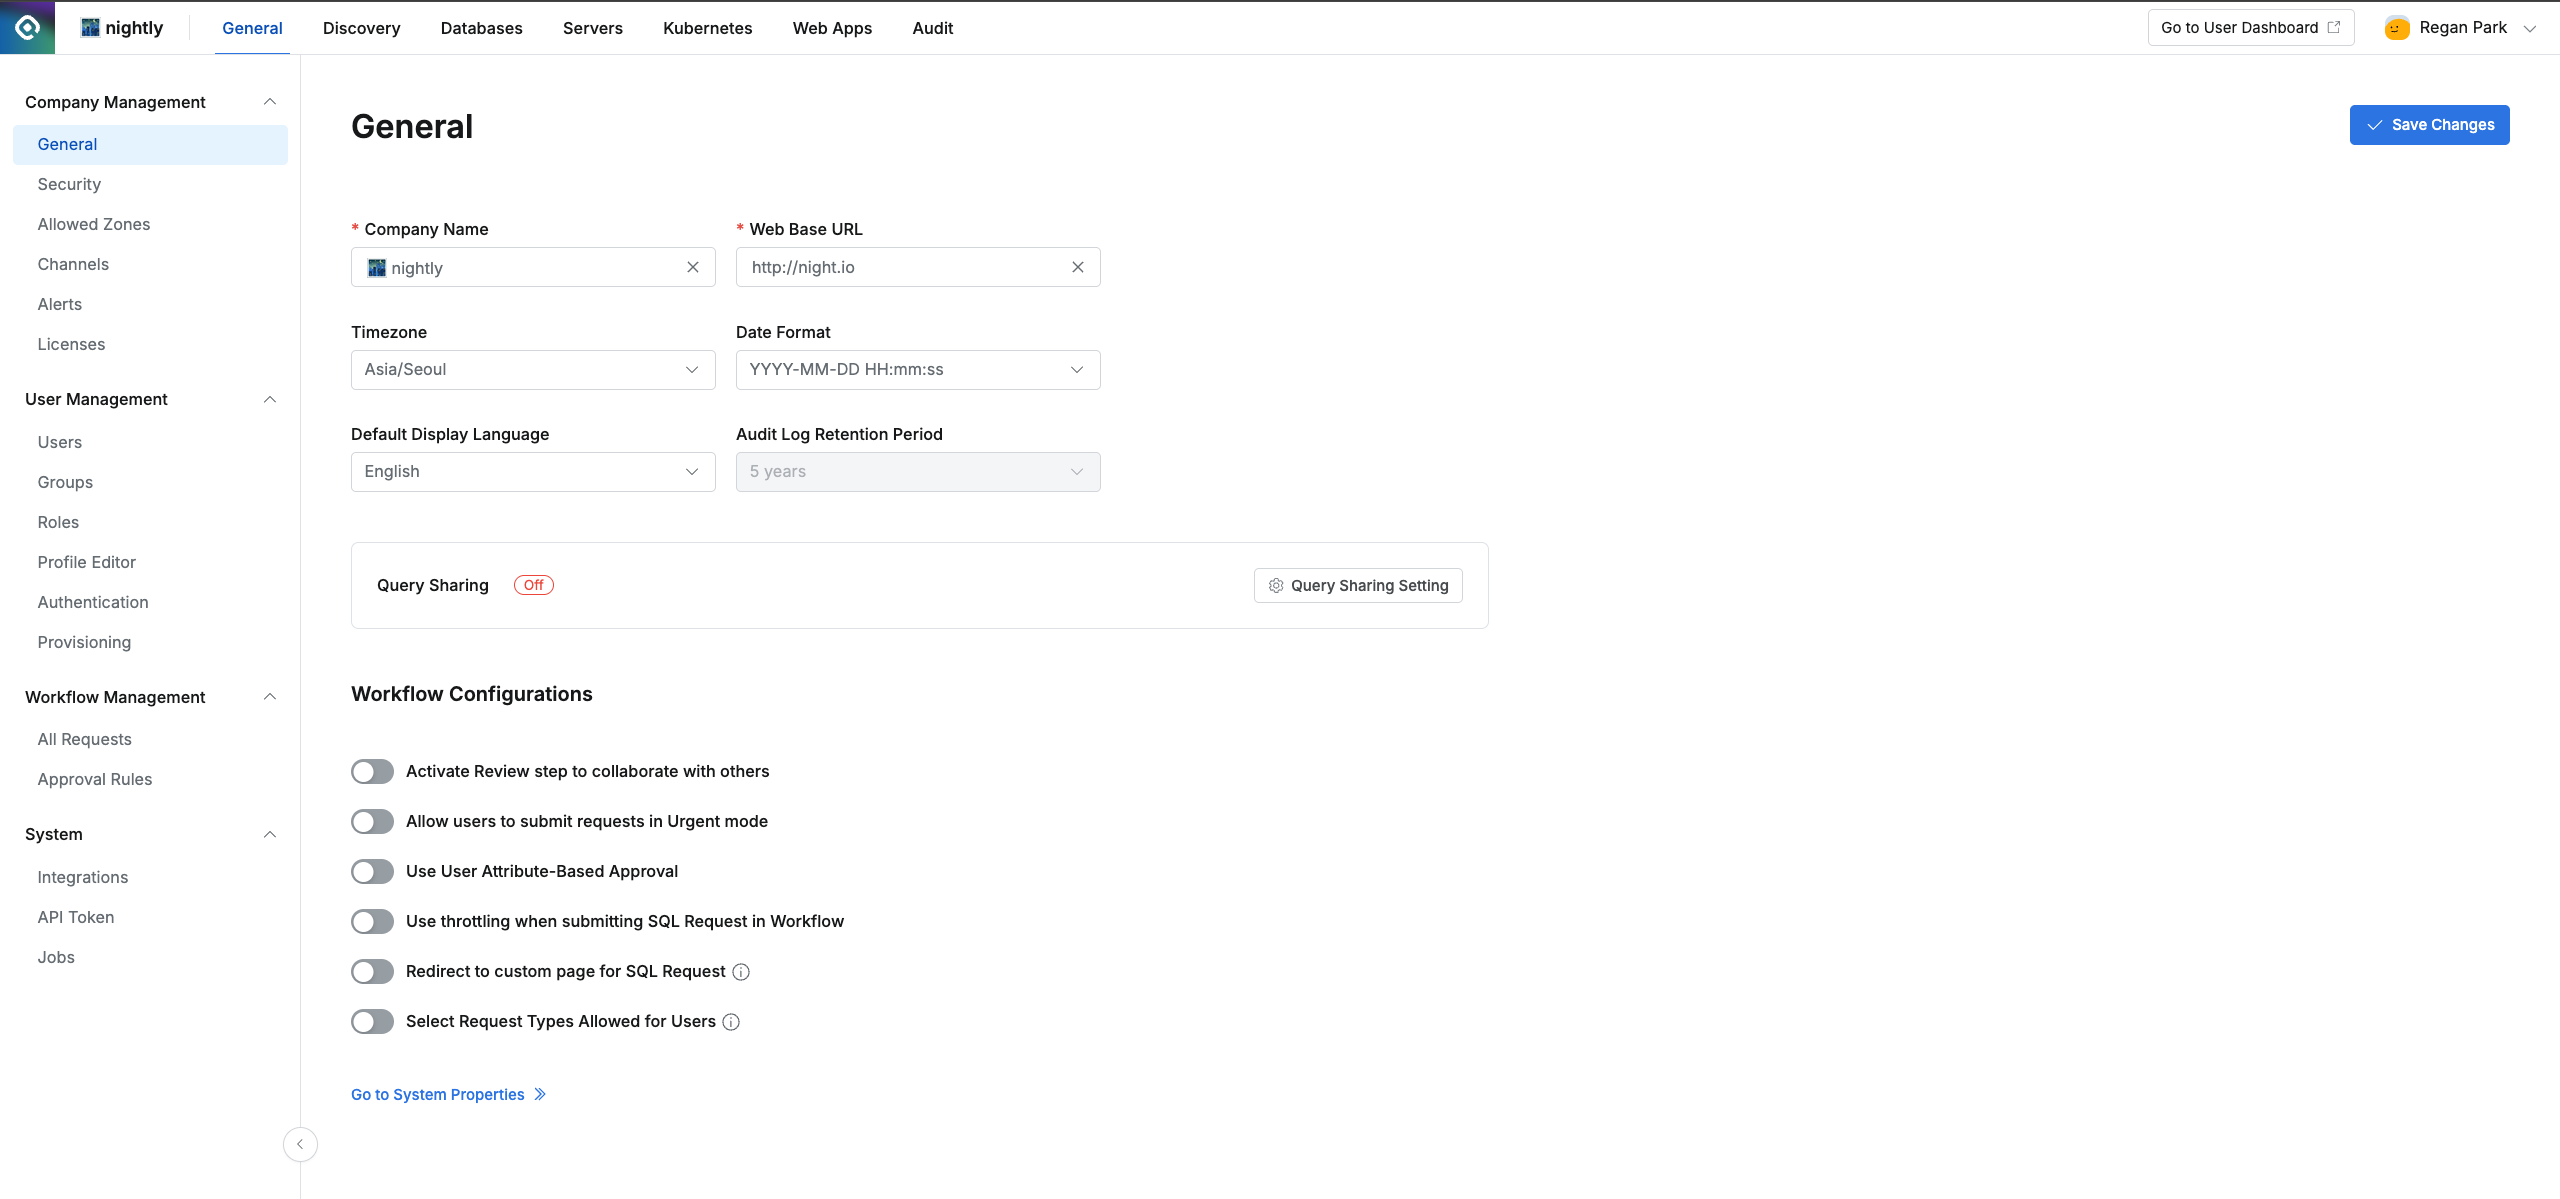 nightly
General
Discovery
Databases
Servers
Kubernetes
Web Apps
Audit
Go to User Dashboard
Regan Park
Company Management
General
Security
Allowed Zones
Channels
Alerts
Licenses
User Management
Users
Groups
Roles
Profile Editor
Authentication
Provisioning
Workflow Management
All Requests
Approval Rules
System
Integrations
API Token
Jobs
General
Save Changes
* Company Name
nightly
* Web Base URL
http://night.io
Timezone
Asia/Seoul
Date Format
YYYY-MM-DD HH:mm:ss
Default Display Language
English
Audit Log Retention Period
5 years
Query Sharing
Off
Query Sharing Setting
Workflow Configurations
Activate Review step to collaborate with others
Allow users to submit requests in Urgent mode
Use User Attribute-Based Approval
Use throttling when submitting SQL Request in Workflow
Redirect to custom page for SQL Request
Select Request Types Allowed for Users
Go to System Properties